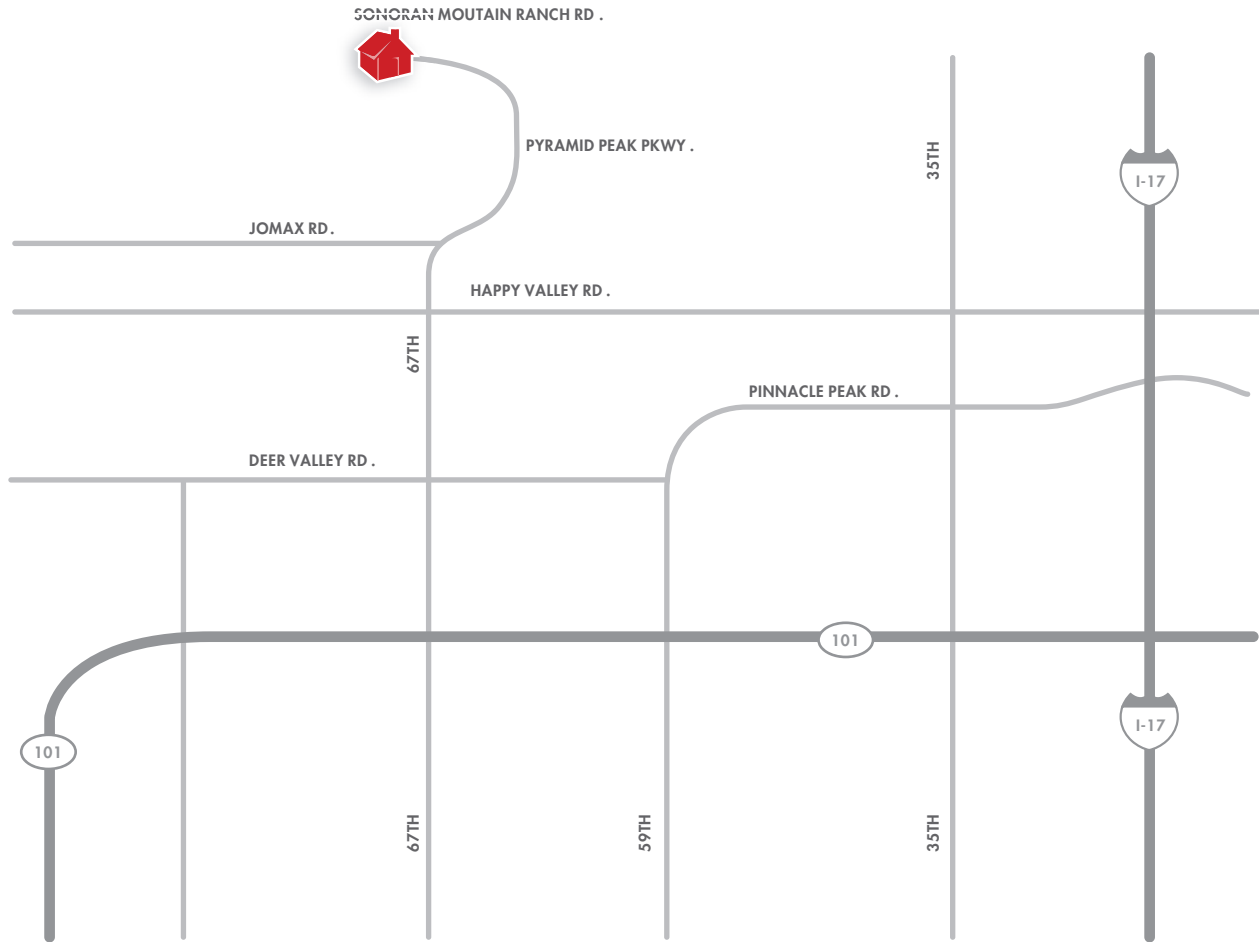 SONORAN MOUTAIN RANCH RD .
PYRAMID PEAK PKWY .
35TH
I-17
JOMAX RD .
HAPPY VALLEY RD .
67TH
PINNACLE PEAK RD .
DEER VALLEY RD .
101
I-17
101
67TH
59TH
35TH